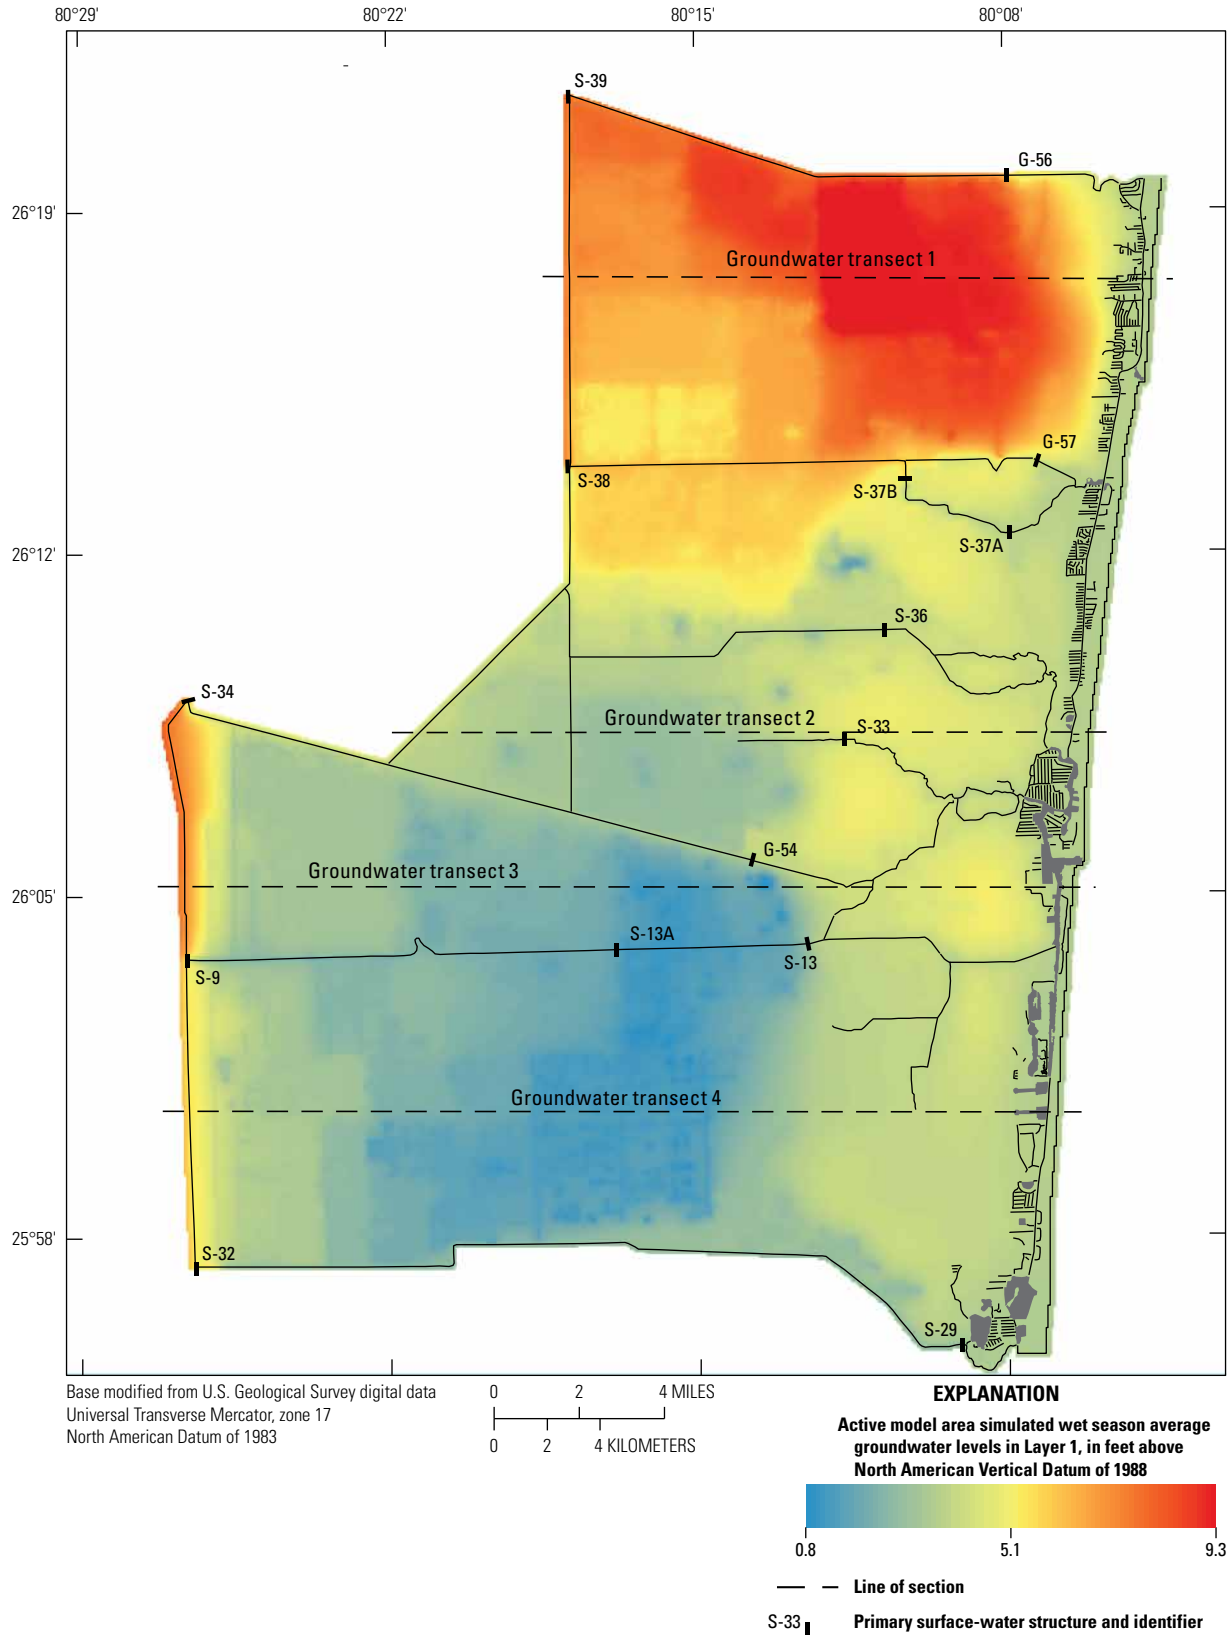 80°29'
80°22'
80°15'
80°08'
S-39
G-56
26°19'
Groundwater transect 1
G-57
S-38
S-37B
S-37A
26°12'
S-36
S-34
Groundwater transect 2
S-33
G-54
Groundwater transect 3
26°05'
S-13A
S-13
S-9
Groundwater transect 4
25°58'
S-32
S-29
Base modified from U.S. Geological Survey digital data
Universal Transverse Mercator, zone 17
North American Datum of 1983
0 2 4 MILES
0 2 4 KILOMETERS
EXPLANATION
Active model area simulated wet season average
groundwater levels in Layer 1, in feet above
North American Vertical Datum of 1988
0.8 5.1 9.3
Line of section
S-33 Primary surface-water structure and identifier